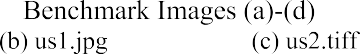 Benchmark Images (a)-(d)
(b) us1.jpg (c) us2.tiff